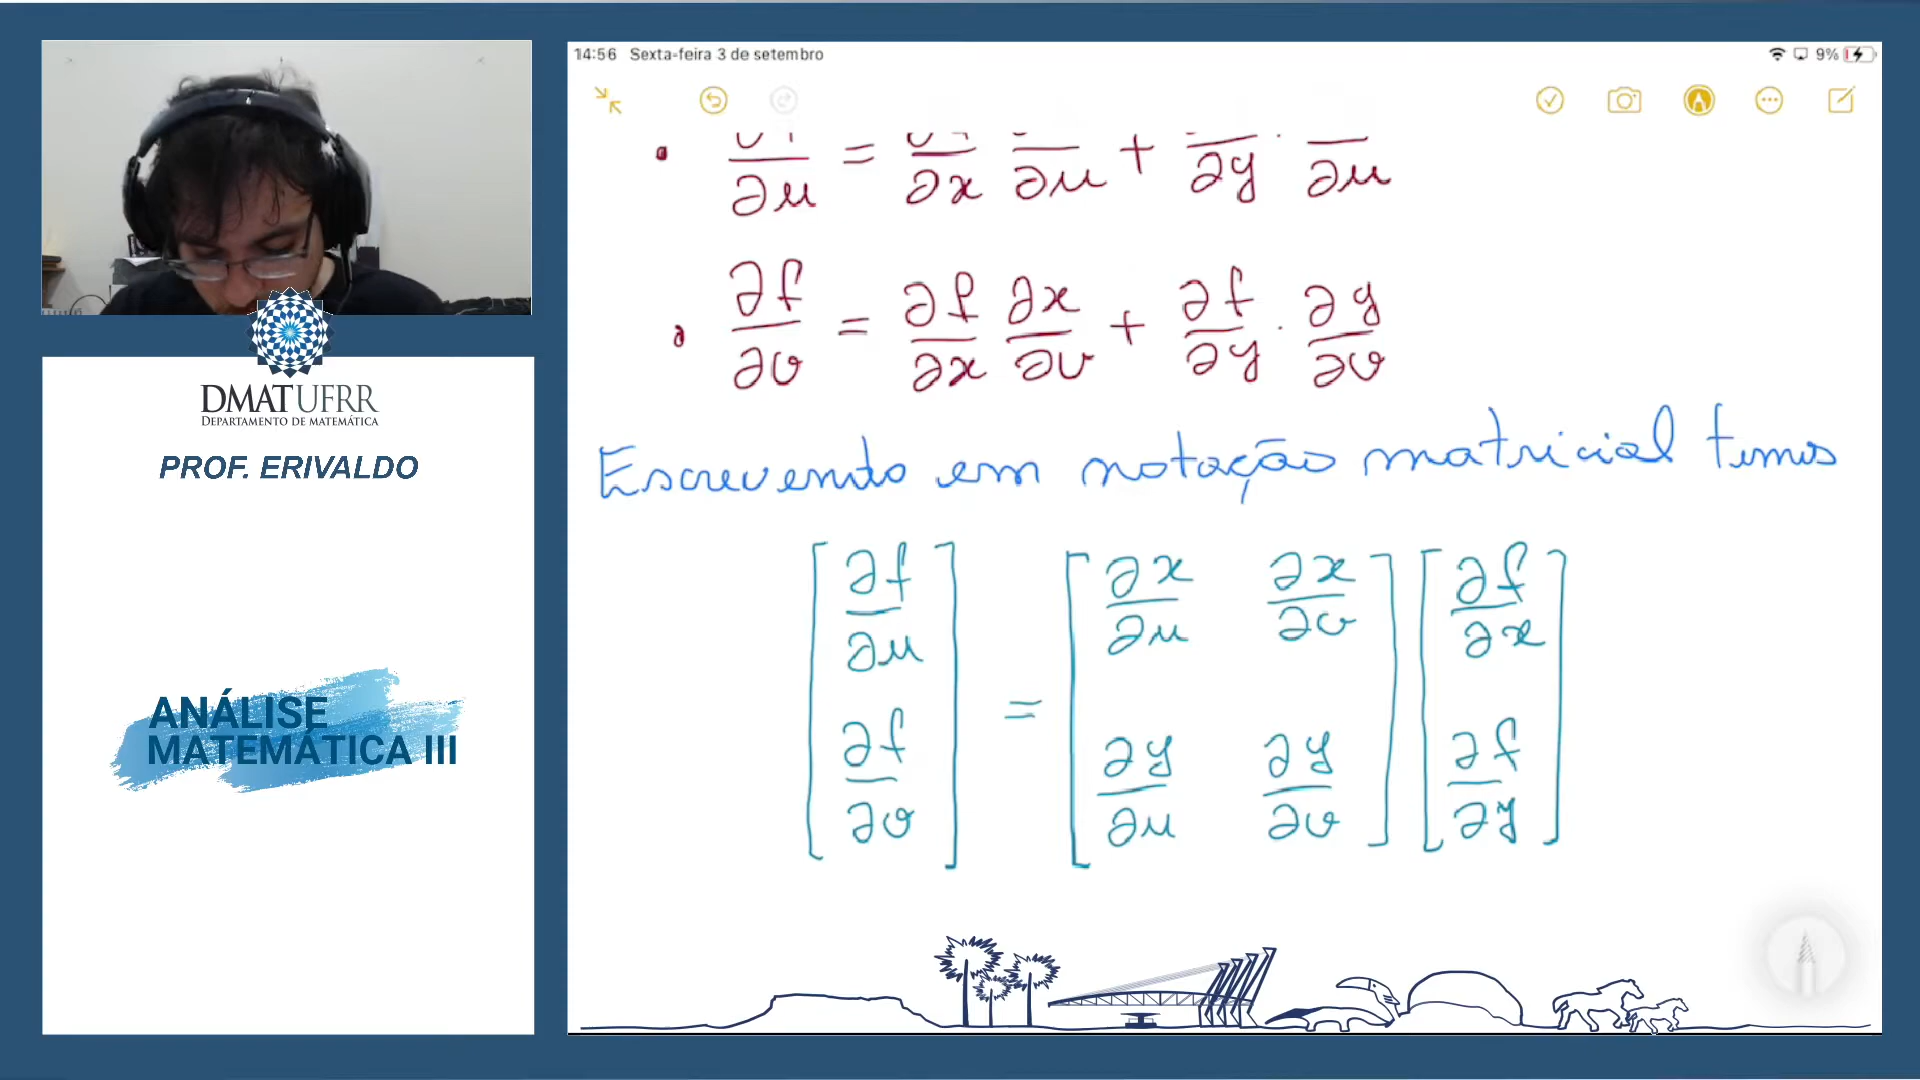 14:56 Sexta-feira 3 de setembro 9%
∂f/∂u = ∂f/∂x ∂/∂u + /∂y · /∂u
• ∂f/∂v = ∂f/∂x ∂x/∂v + ∂f/∂y · ∂y/∂v
Escrevendo em notação matricial temos
[∂f/∂u ; ∂f/∂v] = [∂x/∂u ∂x/∂v ; ∂y/∂u ∂y/∂v] [∂f/∂x ; ∂f/∂y]
DMATUFRR
DEPARTAMENTO DE MATEMÁTICA
PROF. ERIVALDO
ANÁLISE
MATEMÁTICA III